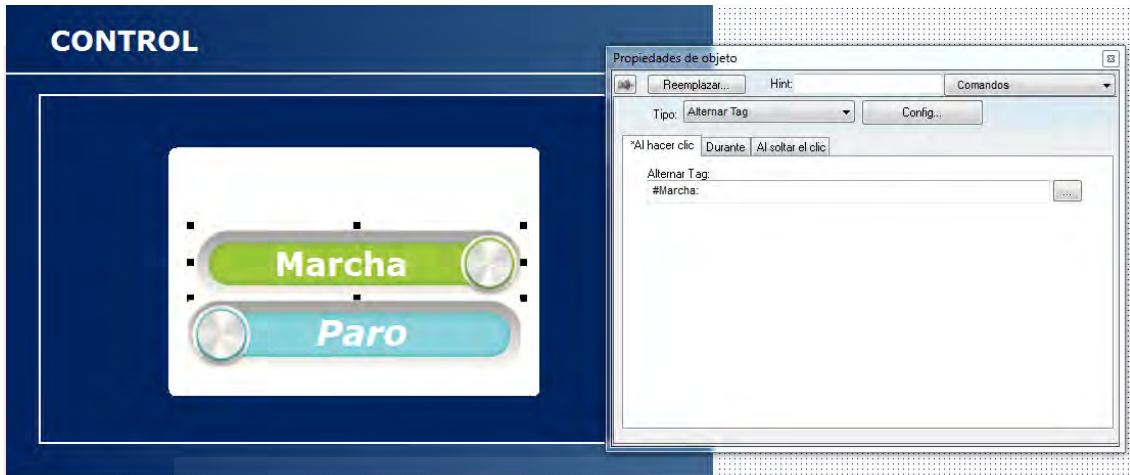 CONTROL
Propiedades de objeto
Reemplazar... Hint: Comandos
Tipo: Alternar Tag Config...
*Al hacer clic Durante Al soltar el clic
Alternar Tag:
#Marcha: ...
Marcha
Paro